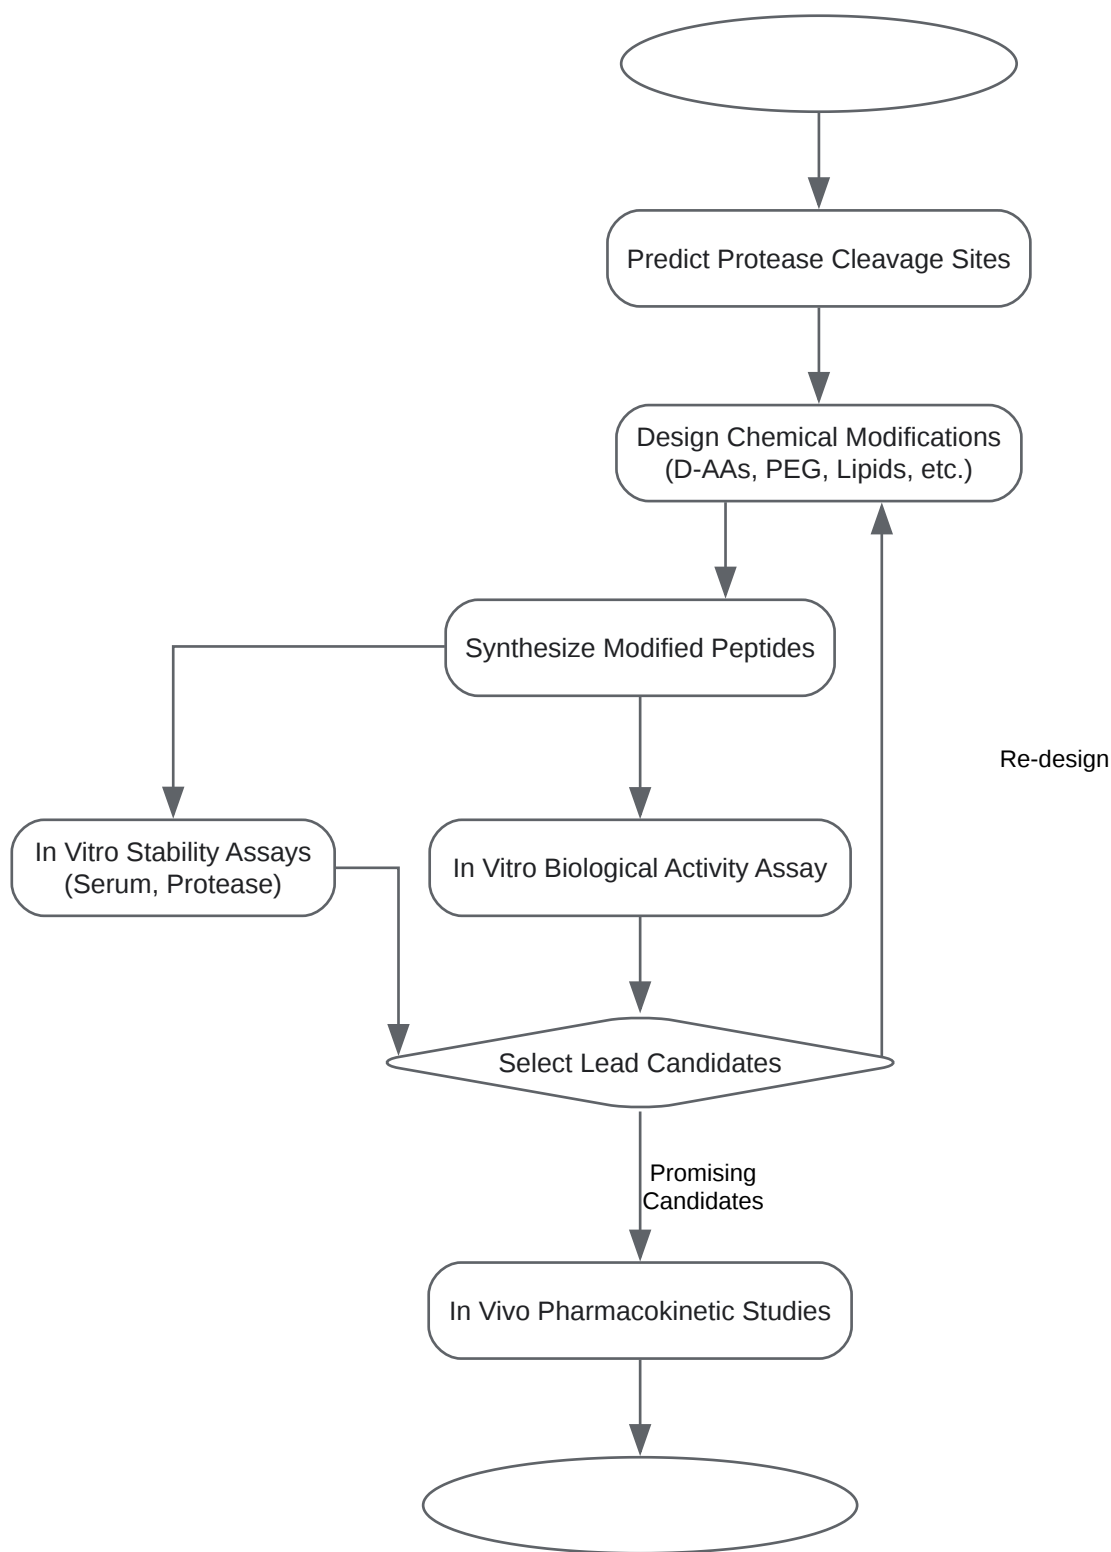 Predict Protease Cleavage Sites
Design Chemical Modifications
(D-AAs, PEG, Lipids, etc.)
Synthesize Modified Peptides
Re-design
In Vitro Stability Assays
(Serum, Protease)
In Vitro Biological Activity Assay
Select Lead Candidates
Promising
Candidates
In Vivo Pharmacokinetic Studies